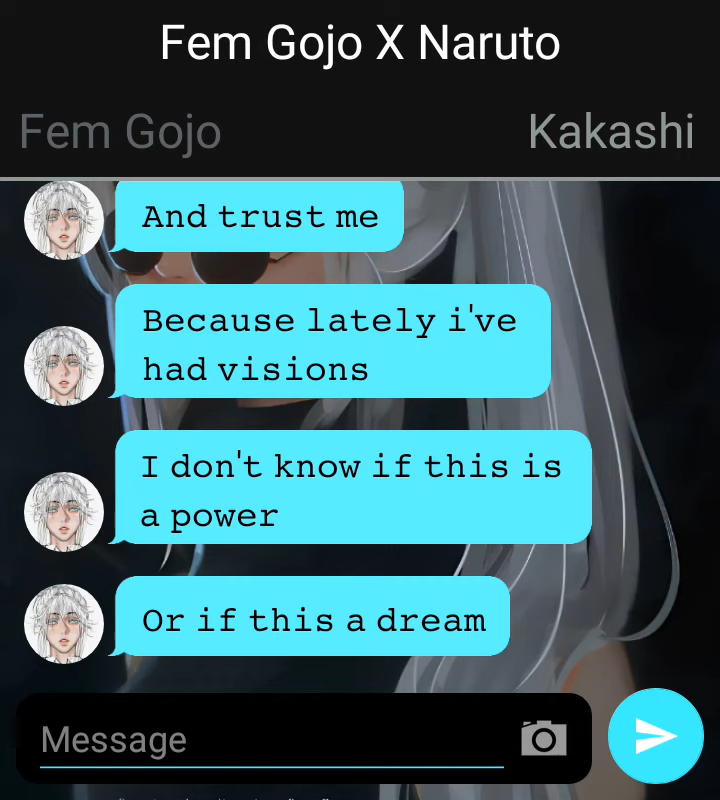 Fem Gojo X Naruto
Fem Gojo
Kakashi
And trust me
Because lately i've
had visions
I don't know if this is
a power
Or if this a dream
Message